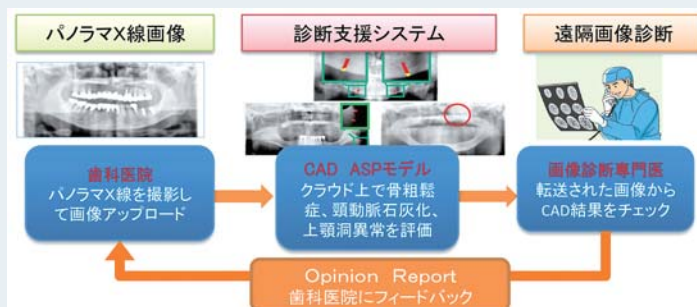 パノラマX線画像
診断支援システム
遠隔画像診断
歯科医院
パノラマX線を撮影し
て画像アップロード
CAD ASPモデル
クラウド上で骨粗鬆
症、頸動脈石灰化、
上顎洞異常を評価
画像診断専門医
転送された画像から
CAD結果をチェック
Opinion Report
歯科医院にフィードバック